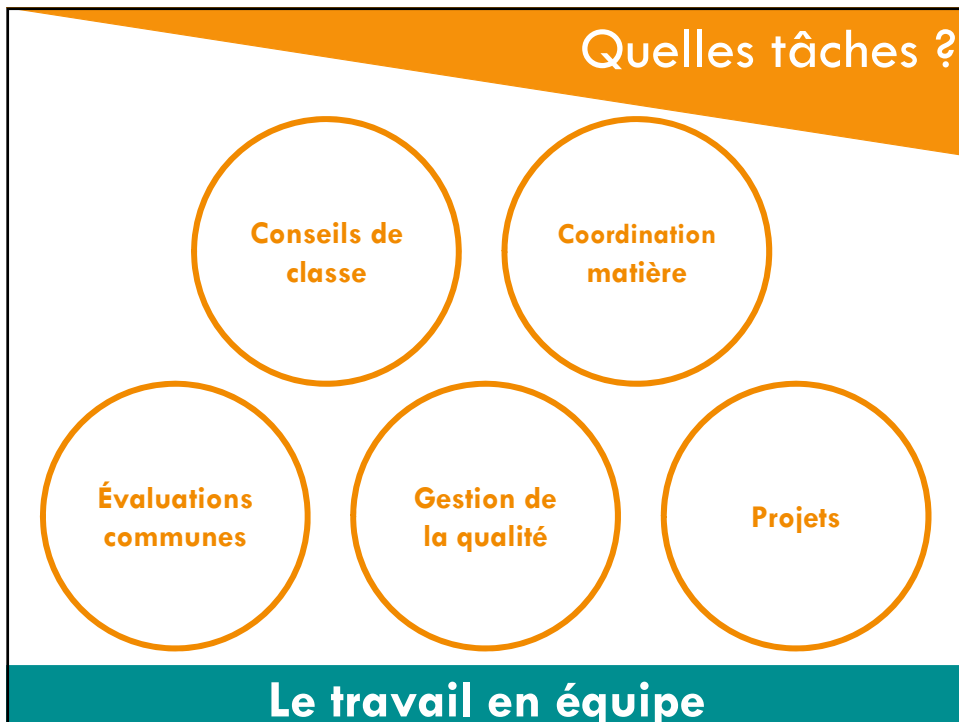 Quelles tâches ?
Conseils de
classe
Coordination
matière
Évaluations
communes
Gestion de
la qualité
Projets
Le travail en équipe